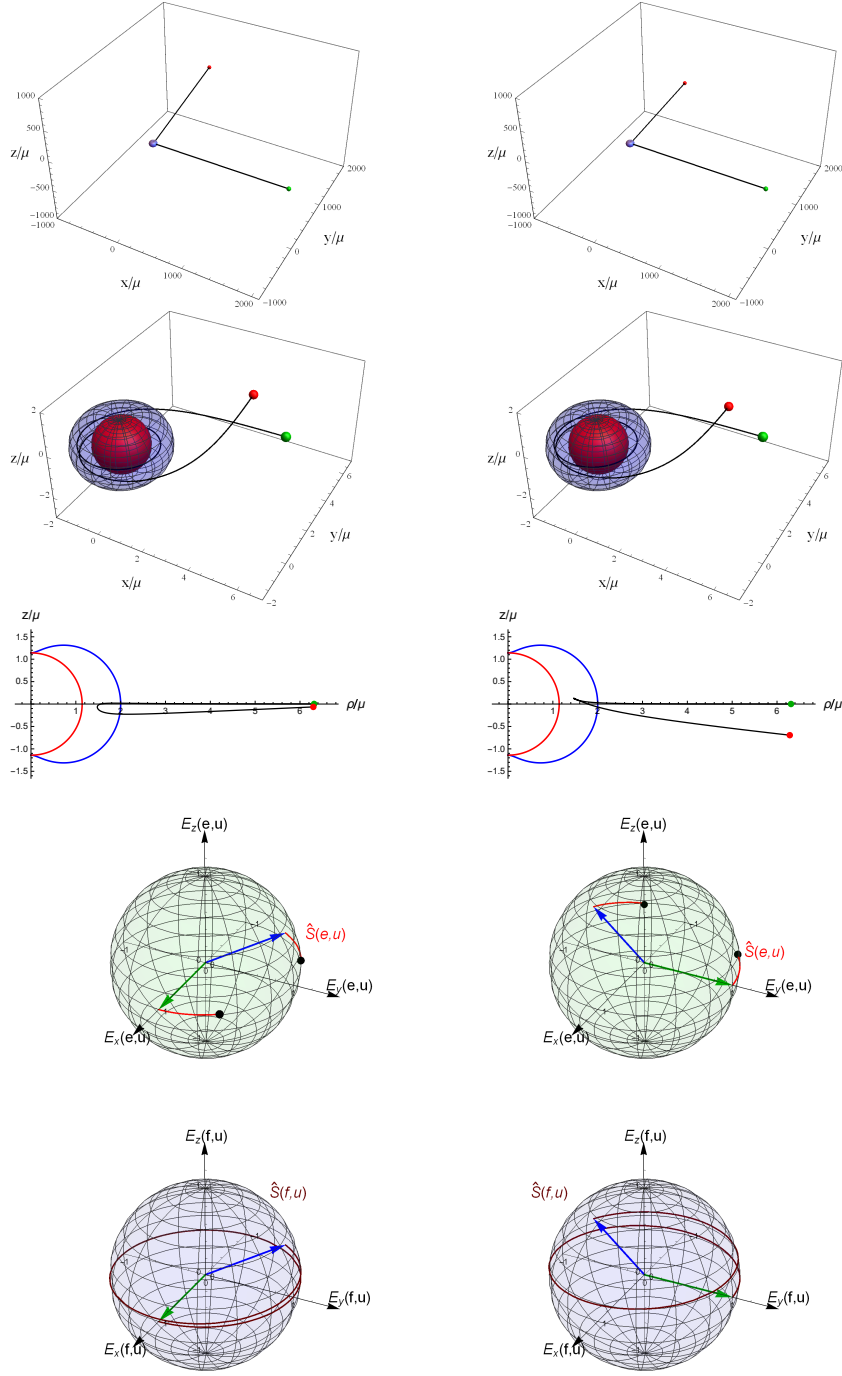 1000
500
z/μ
0
−500
−1000
−1000
0
1000
2000
x/μ
−1000
0
1000
2000
y/μ
1000
500
z/μ
0
−500
−1000
−1000
0
1000
2000
x/μ
−1000
0
1000
2000
y/μ
2
z/μ 0
−2
−2
0
2
4
6
x/μ
−2
0
2
4
6
y/μ
2
z/μ 0
−2
−2
0
2
4
6
x/μ
−2
0
2
4
6
y/μ
z/μ
1.5
1.0
0.5
0.0
-0.5
-1.0
-1.5
1 2 3 4 5 6
ρ/μ
z/μ
1.5
1.0
0.5
0.0
-0.5
-1.0
-1.5
1 2 3 4 5 6
ρ/μ
E_z(e,u)
Ŝ(e,u)
E_y(e,u)
E_x(e,u)
E_z(e,u)
Ŝ(e,u)
E_y(e,u)
E_x(e,u)
E_z(f,u)
Ŝ(f,u)
E_y(f,u)
E_x(f,u)
E_z(f,u)
Ŝ(f,u)
E_y(f,u)
E_x(f,u)